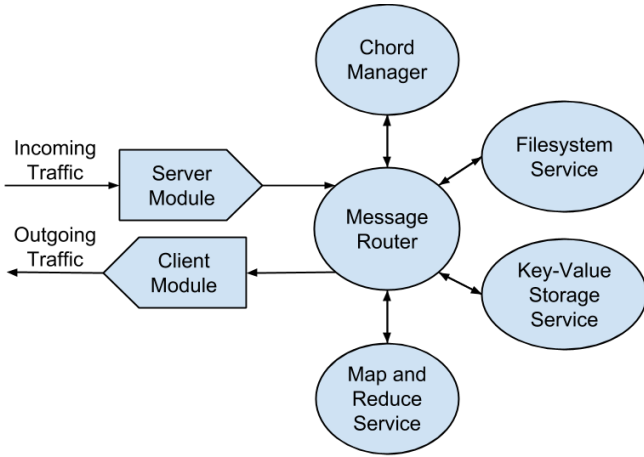 Chord
Manager
Incoming
Traffic
Server
Module
Filesystem
Service
Message
Router
Outgoing
Traffic
Client
Module
Key-Value
Storage
Service
Map and
Reduce
Service